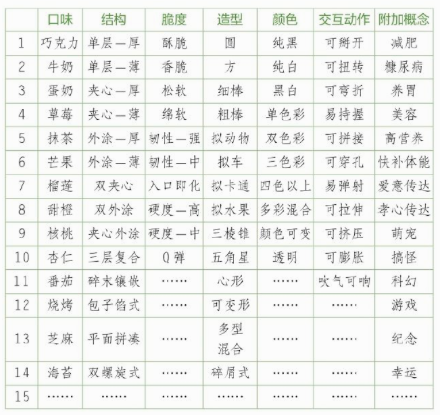 口味 结构 脆度 造型 颜色 交互动作 附加概念
1 巧克力 单层—厚 酥脆 圆 纯黑 可掰开 减肥
2 牛奶 单层—薄 香脆 方 纯白 可扭转 糖尿病
3 蛋奶 夹心—厚 松软 细棒 黑白 可弯折 养胃
4 草莓 夹心—薄 绵软 粗棒 单色彩 易持握 美容
5 抹茶 外涂—厚 韧性—强 拟动物 双色彩 可拼接 高营养
6 芒果 外涂—薄 韧性—中 拟车 三色彩 可穿孔 快补体能
7 榴莲 双夹心 入口即化 拟卡通 四色以上 易弹射 爱意传达
8 甜橙 双外涂 硬度—高 拟水果 多彩混合 可拉伸 孝心传达
9 核桃 夹心外涂 硬度—中 三棱锥 颜色可变 可挤压 萌宠
10 杏仁 三层复合 Q弹 五角星 透明 可膨胀 搞怪
11 番茄 碎末镶嵌 …… 心形 …… 吹气可响 科幻
12 烧烤 包子馅式 …… 可变形 …… …… 游戏
13 芝麻 平面拼凑 …… 多型混合 …… …… 纪念
14 海苔 双螺旋式 …… 碎屑式 …… …… 幸运
15 …… …… …… …… …… …… ……